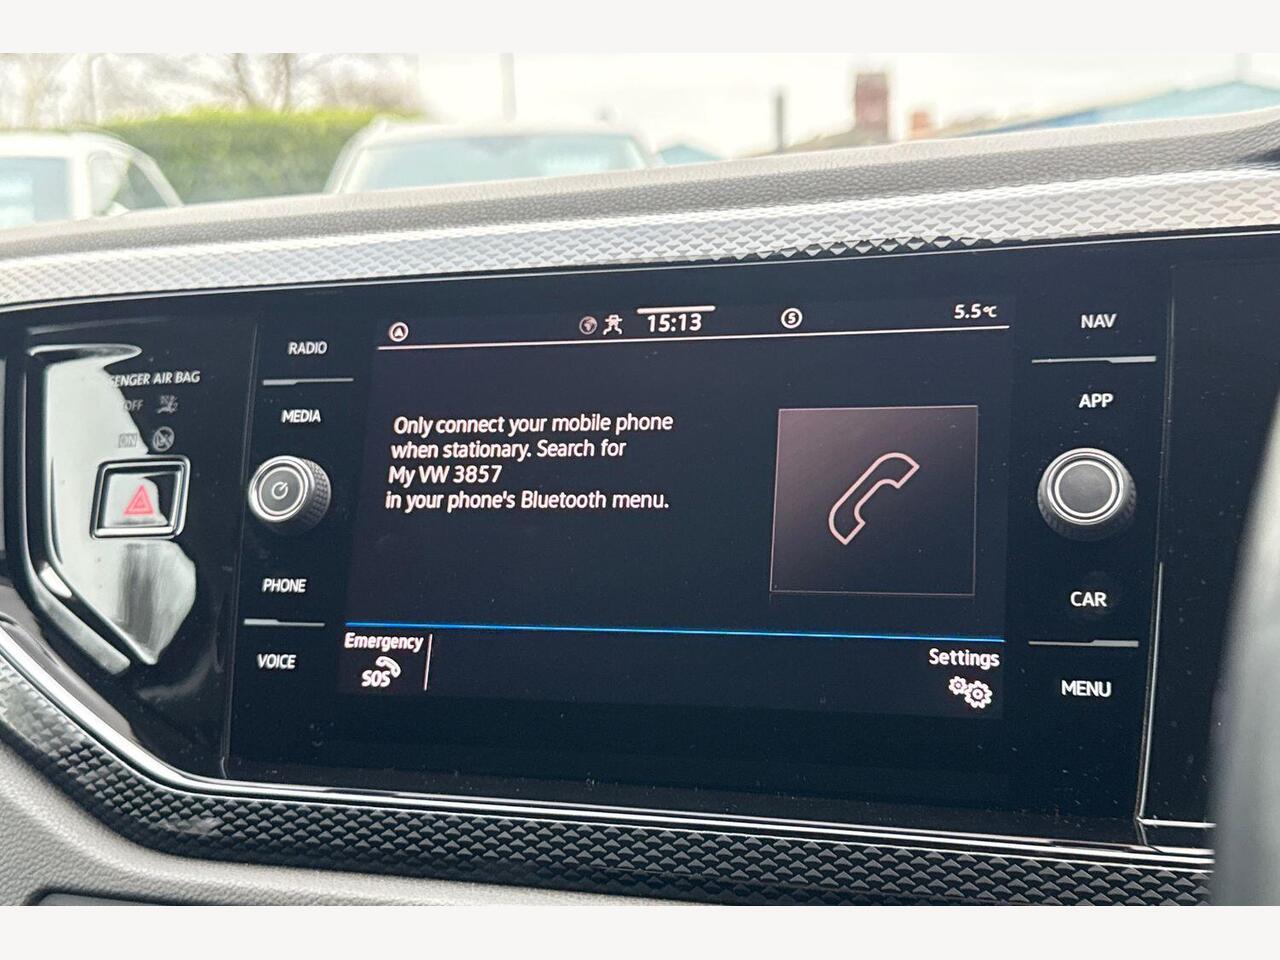 15:13
5.5°C
RADIO
MEDIA
PHONE
VOICE
AIR BAG
OFF
ON
Only connect your mobile phone
when stationary. Search for
My VW 3857
in your phone's Bluetooth menu.
Emergency
SOS
Settings
NAV
APP
CAR
MENU